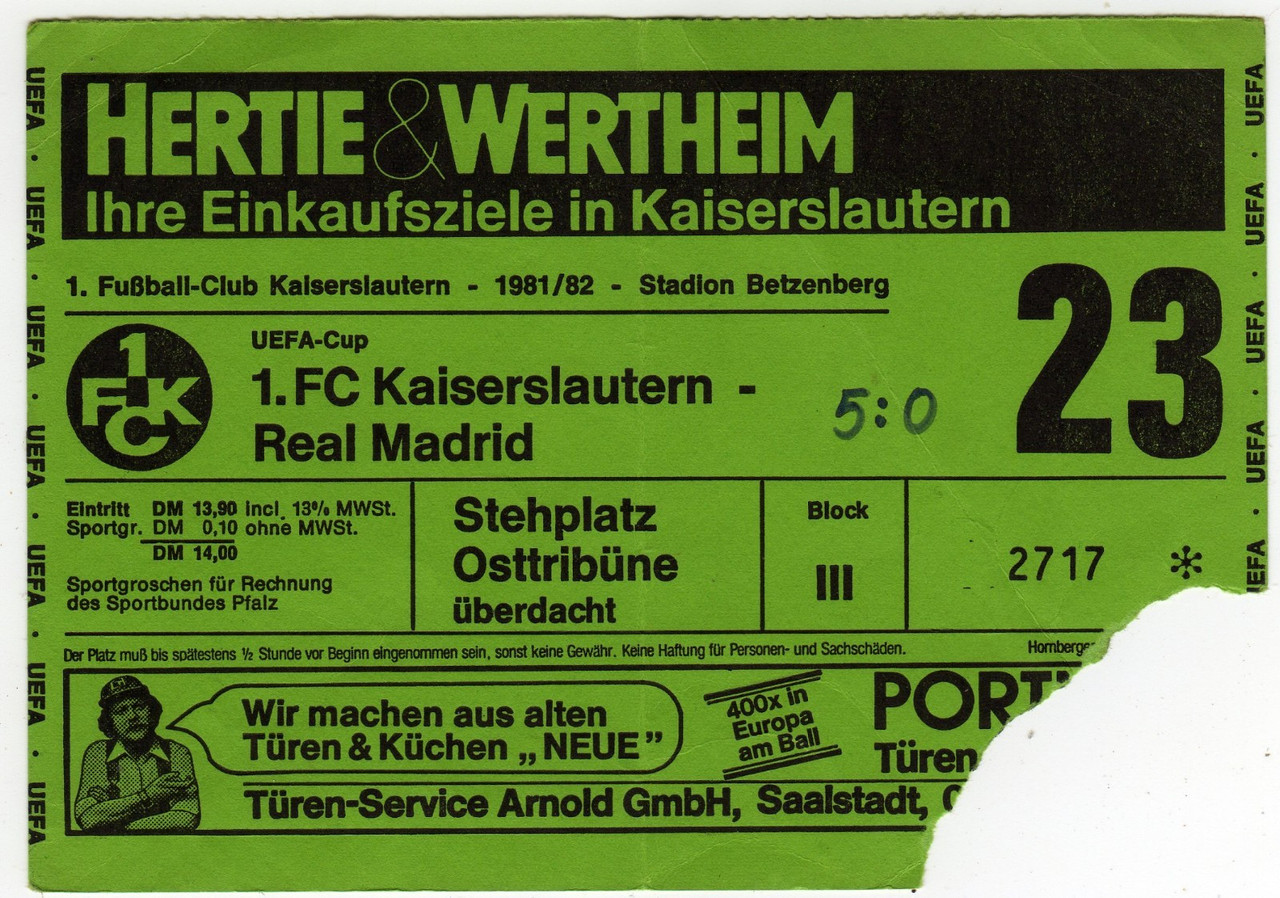 HERTIE & WERTHEIM
Ihre Einkaufsziele in Kaiserslautern
1. Fußball-Club Kaiserslautern - 1981/82 - Stadion Betzenberg
23
1 FCK
UEFA-Cup
1. FC Kaiserslautern -
Real Madrid
5:0
Eintritt DM 13,90 incl. 13% MWSt.
Sportgr. DM 0,10 ohne MWSt.
DM 14,00
Sportgroschen für Rechnung
des Sportbundes Pfalz
Stehplatz
Osttribüne
überdacht
Block
III
2717 *
Der Platz muß bis spätestens ½ Stunde vor Beginn eingenommen sein, sonst keine Gewähr. Keine Haftung für Personen- und Sachschäden.
Wir machen aus alten
Türen & Küchen „NEUE”
400x in
Europa
am Ball
Türen
Türen-Service Arnold GmbH, Saalstadt,
UEFA · UEFA · UEFA · UEFA · UEFA · UEFA · UEFA
UEFA · UEFA · UEFA · UEFA ·